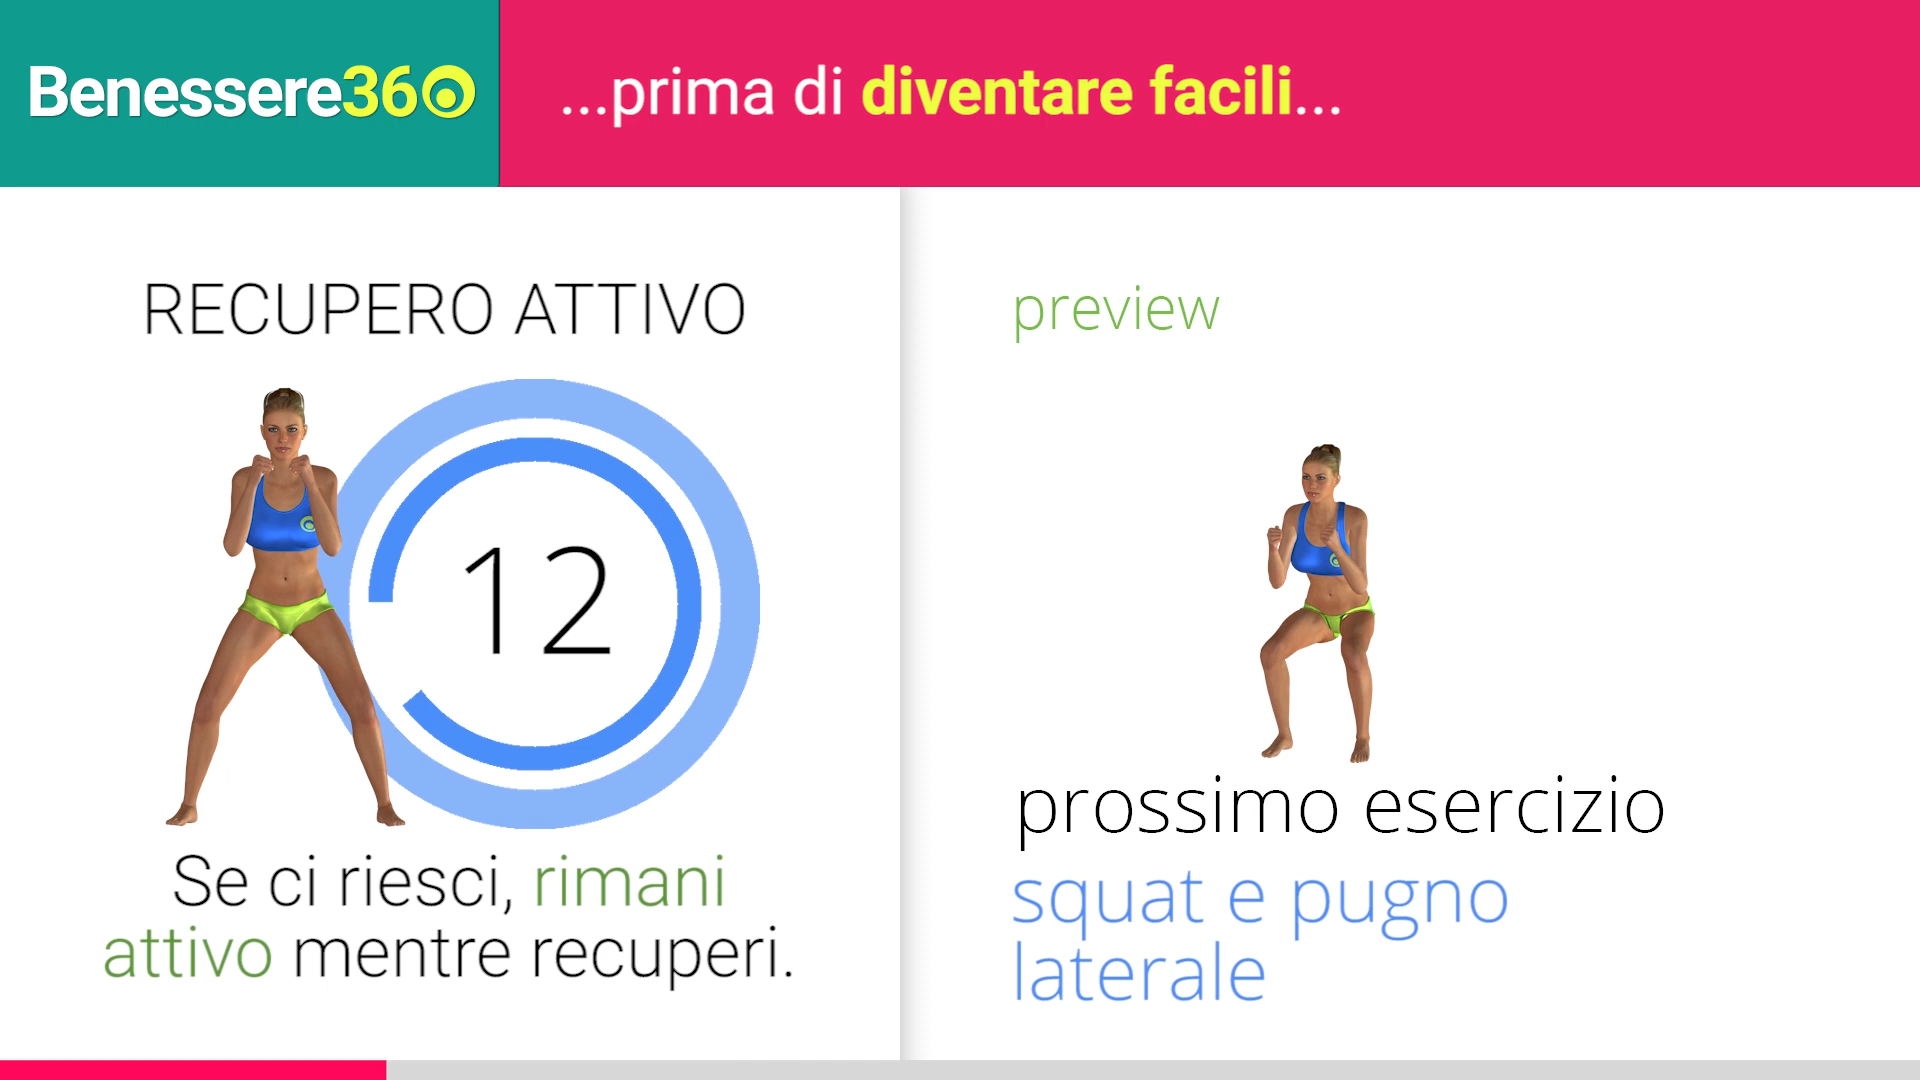 Benessere360
...prima di diventare facili...
RECUPERO ATTIVO
12
Se ci riesci, rimani
attivo mentre recuperi.
preview
prossimo esercizio
squat e pugno
laterale